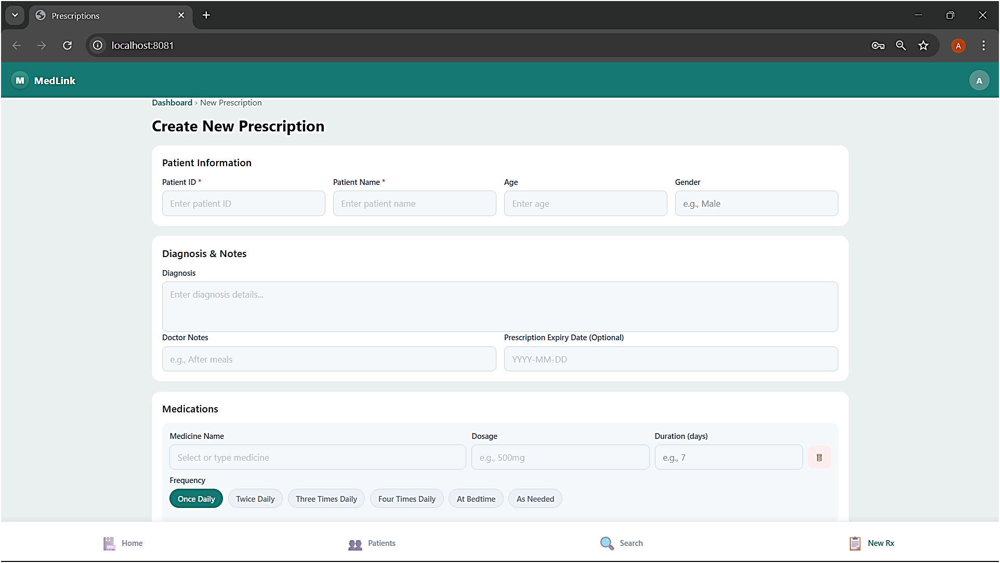 Prescriptions
localhost:8081
A
M MedLink
A
Dashboard › New Prescription
Create New Prescription
Patient Information
Patient ID * Patient Name * Age Gender
Enter patient ID Enter patient name Enter age e.g., Male
Diagnosis & Notes
Diagnosis
Enter diagnosis details...
Doctor Notes Prescription Expiry Date (Optional)
e.g., After meals YYYY-MM-DD
Medications
Medicine Name Dosage Duration (days)
Select or type medicine e.g., 500mg e.g., 7
Frequency
Once Daily Twice Daily Three Times Daily Four Times Daily At Bedtime As Needed
Home Patients Search New Rx